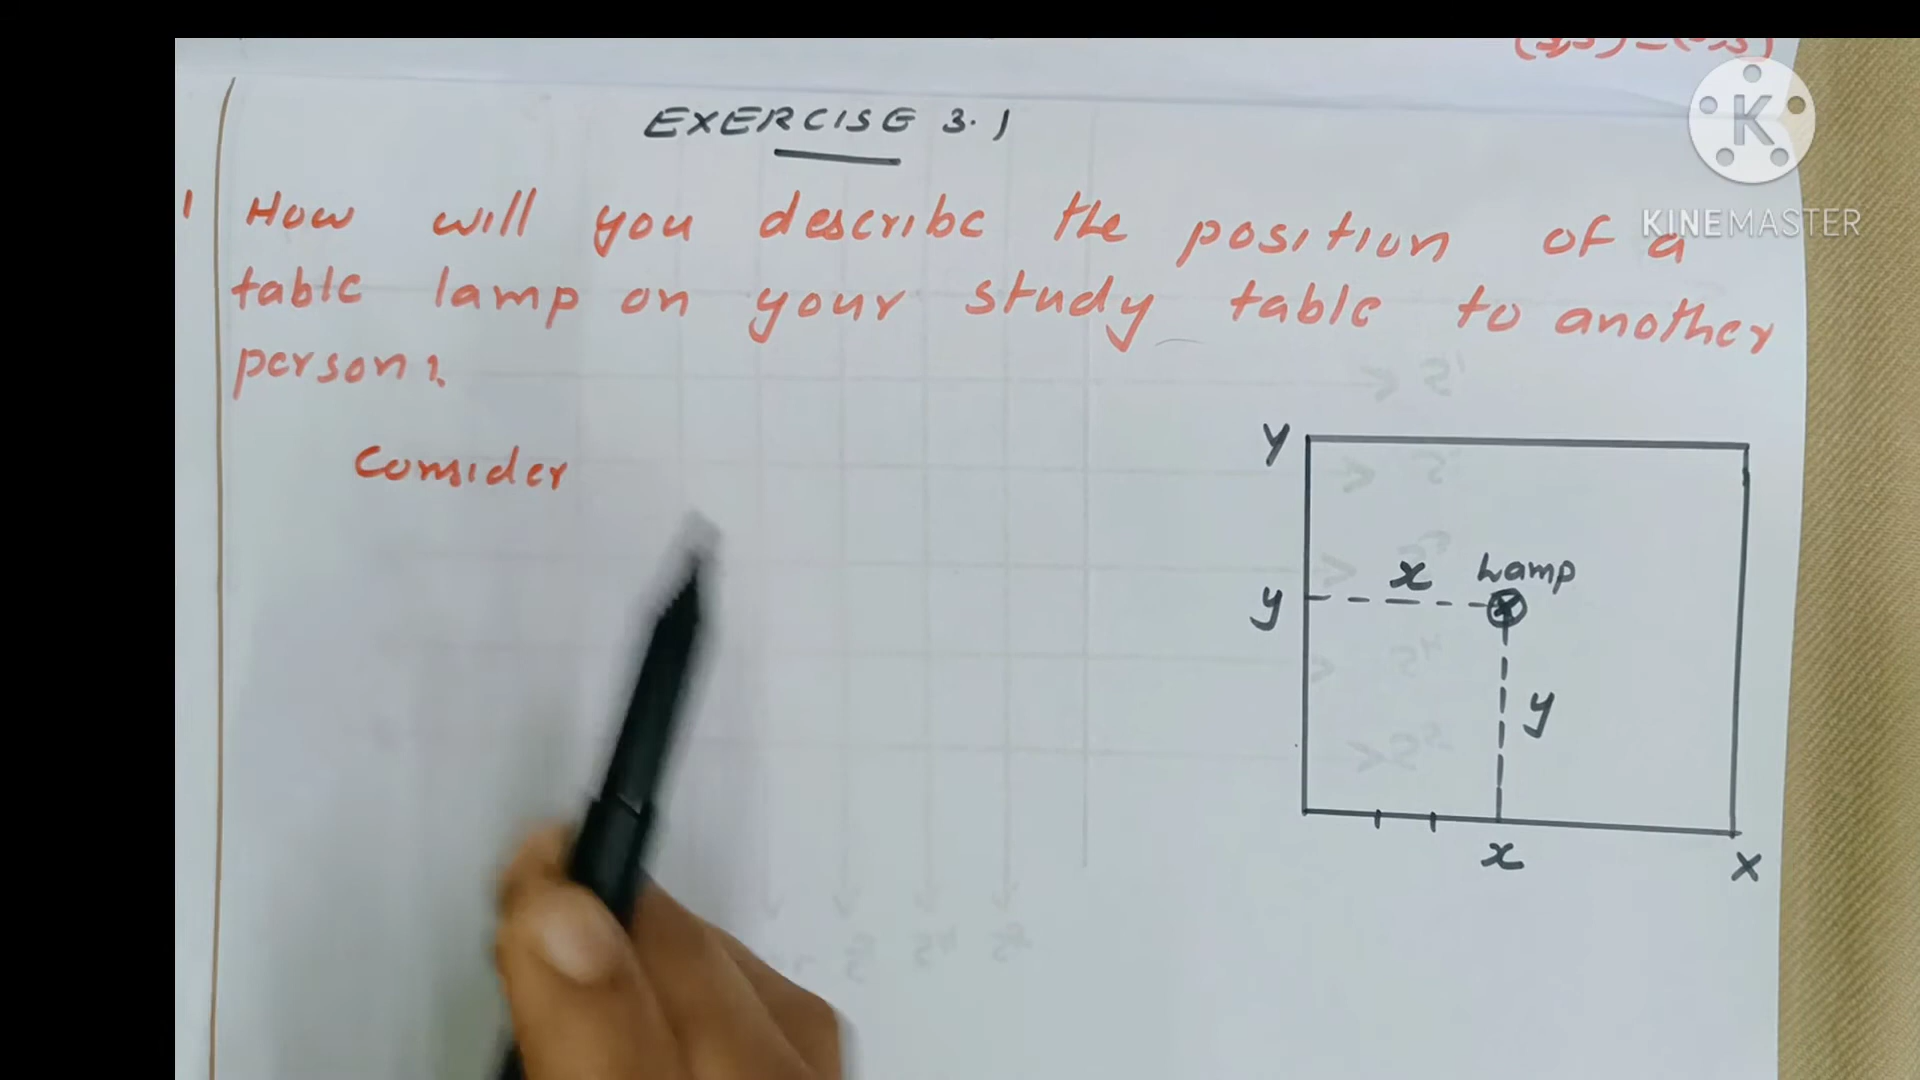 EXERCISE 3.1
1 How will you describe the position of a
table lamp on your study table to another
person?
Consider
Y
x Lamp
y
y
x
X
K
KINEMASTER